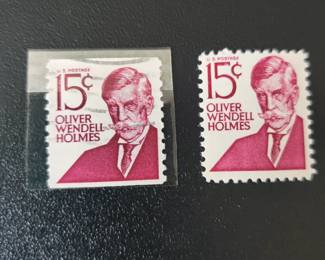 U.S. POSTAGE
15¢
OLIVER
WENDELL
HOLMES
U.S. POSTAGE
15¢
OLIVER
WENDELL
HOLMES